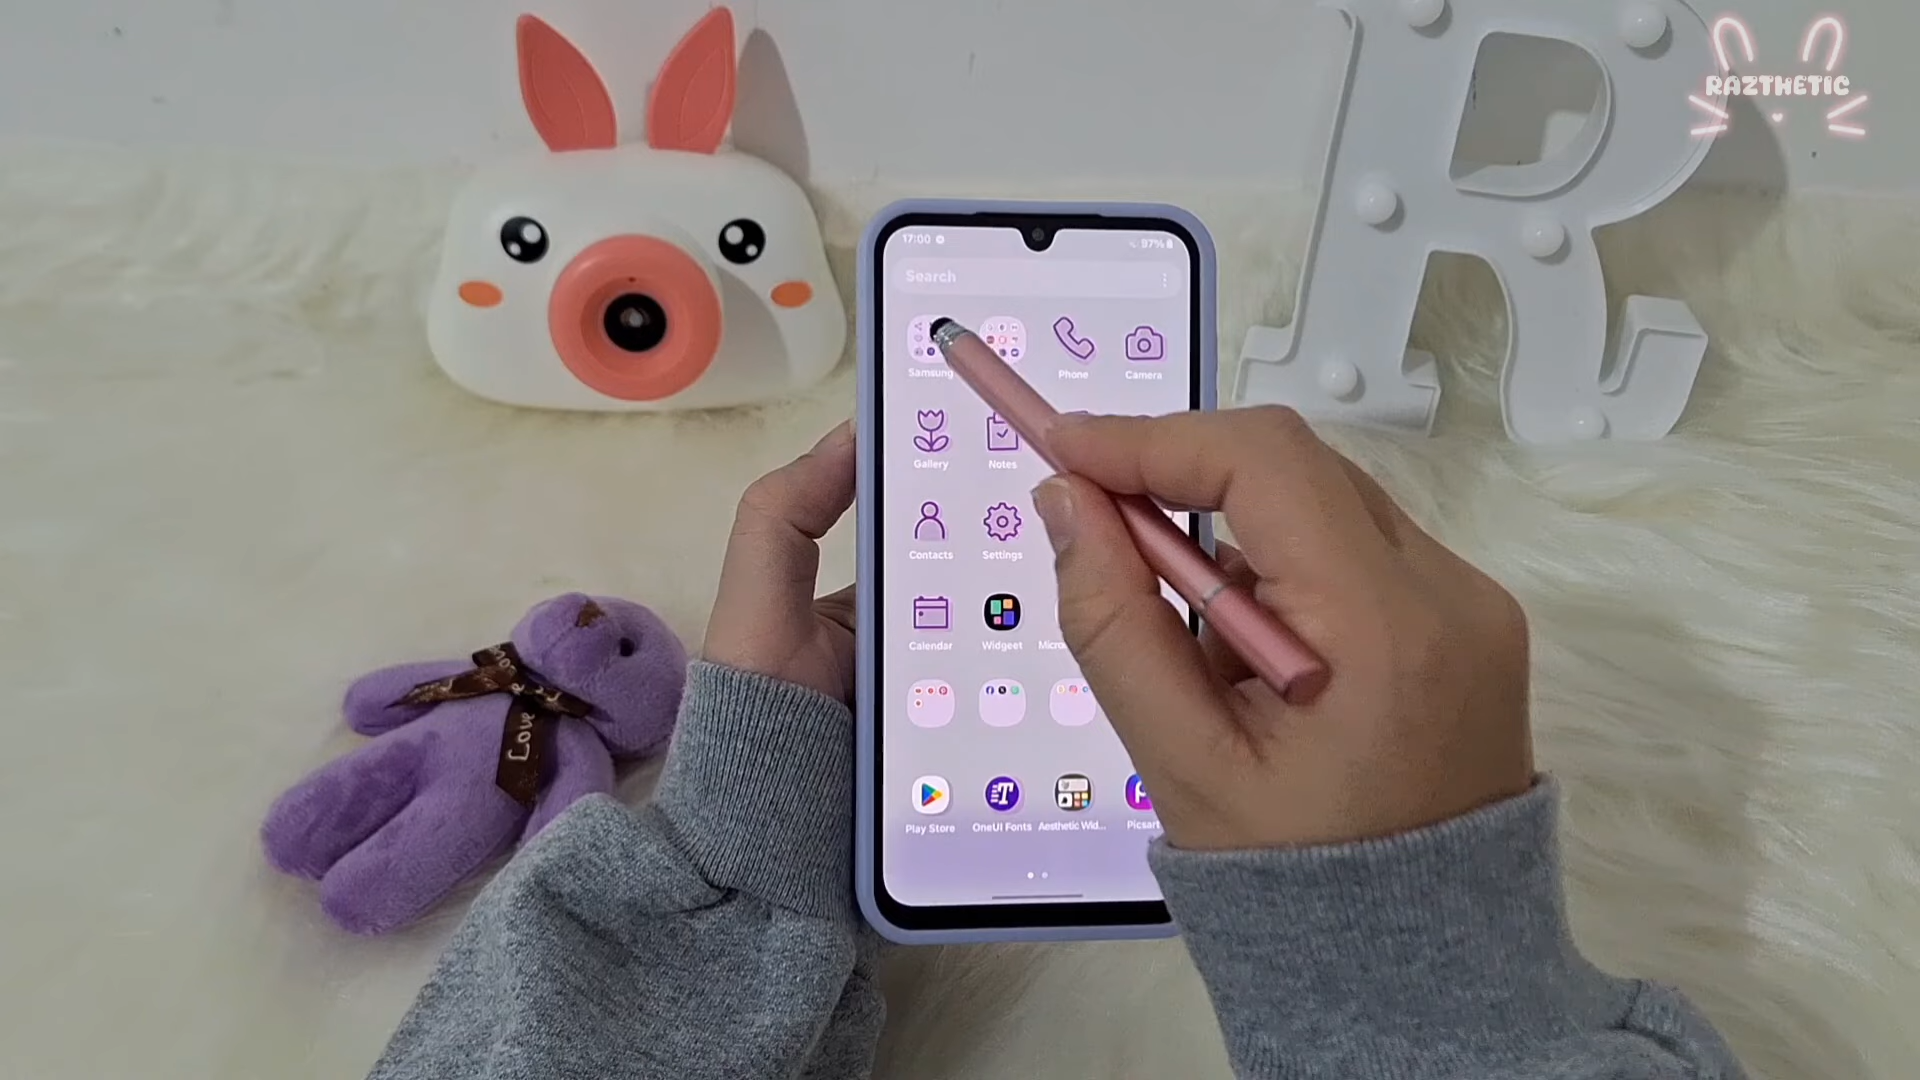 RAZTHETIC
17:00
97%
Search
Samsung
Phone
Camera
Gallery
Notes
Contacts
Settings
Calendar
Widgeet
Play Store
OneUI Fonts
Aesthetic Wid...
Picsart
Love
R